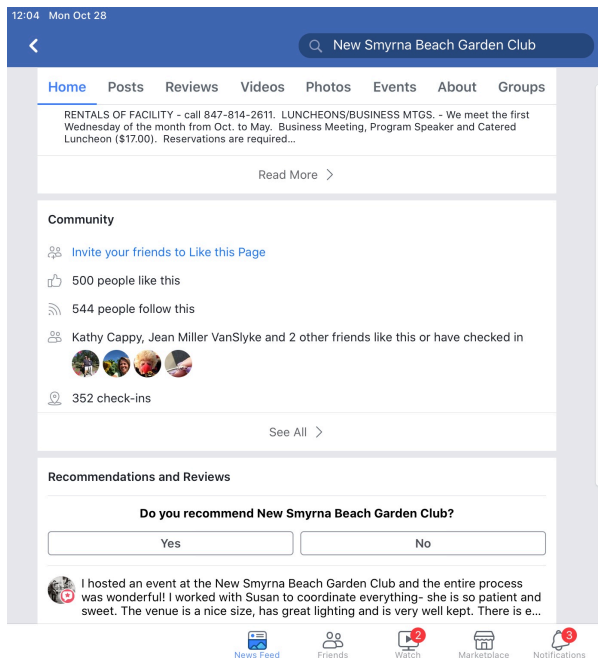 12:04 Mon Oct 28
New Smyrna Beach Garden Club
Home Posts Reviews Videos Photos Events About Groups
RENTALS OF FACILITY - call 847-814-2611. LUNCHEONS/BUSINESS MTGS. - We meet the first
Wednesday of the month from Oct. to May. Business Meeting, Program Speaker and Catered
Luncheon ($17.00). Reservations are required...
Read More
Community
Invite your friends to Like this Page
500 people like this
544 people follow this
Kathy Cappy, Jean Miller VanSlyke and 2 other friends like this or have checked in
352 check-ins
See All
Recommendations and Reviews
Do you recommend New Smyrna Beach Garden Club?
Yes No
I hosted an event at the New Smyrna Beach Garden Club and the entire process
was wonderful! I worked with Susan to coordinate everything- she is so patient and
sweet. The venue is a nice size, has great lighting and is very well kept. There is e...
2 3
News Feed Friends Watch Marketplace Notifications